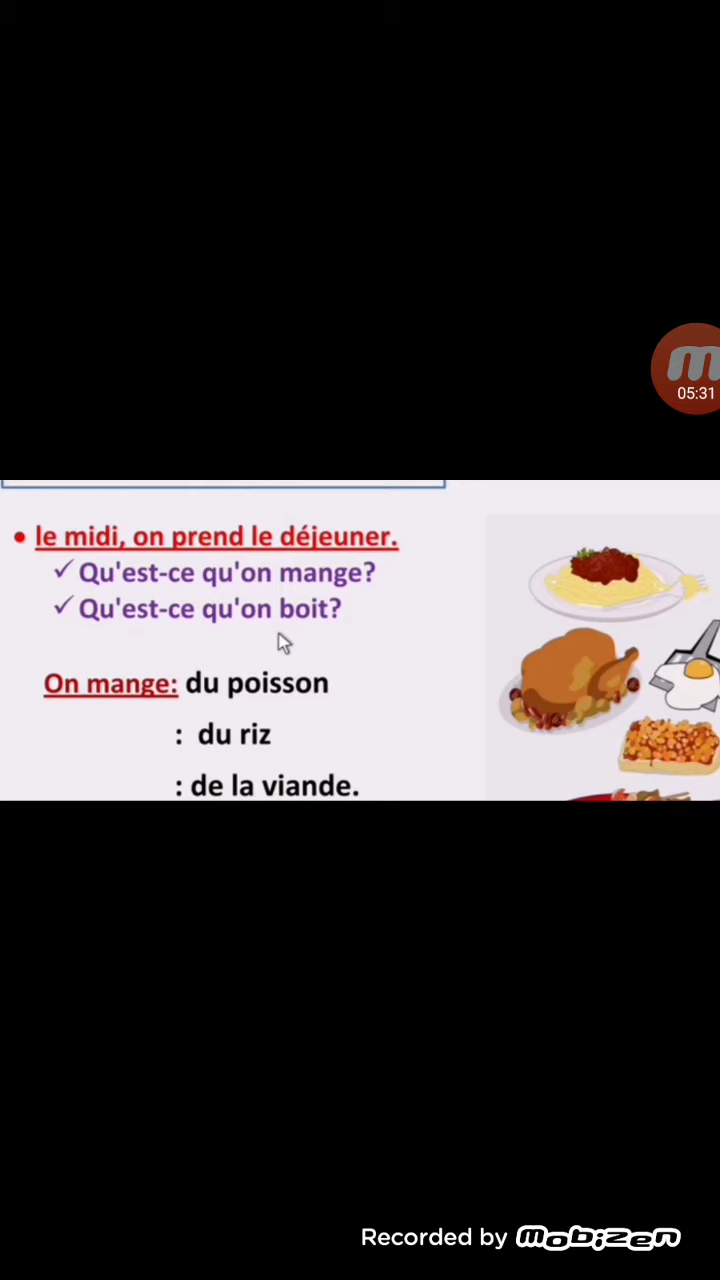 05:31
• le midi, on prend le déjeuner.
✓ Qu'est-ce qu'on mange?
✓ Qu'est-ce qu'on boit?
On mange: du poisson
: du riz
: de la viande.
Recorded by mobizen